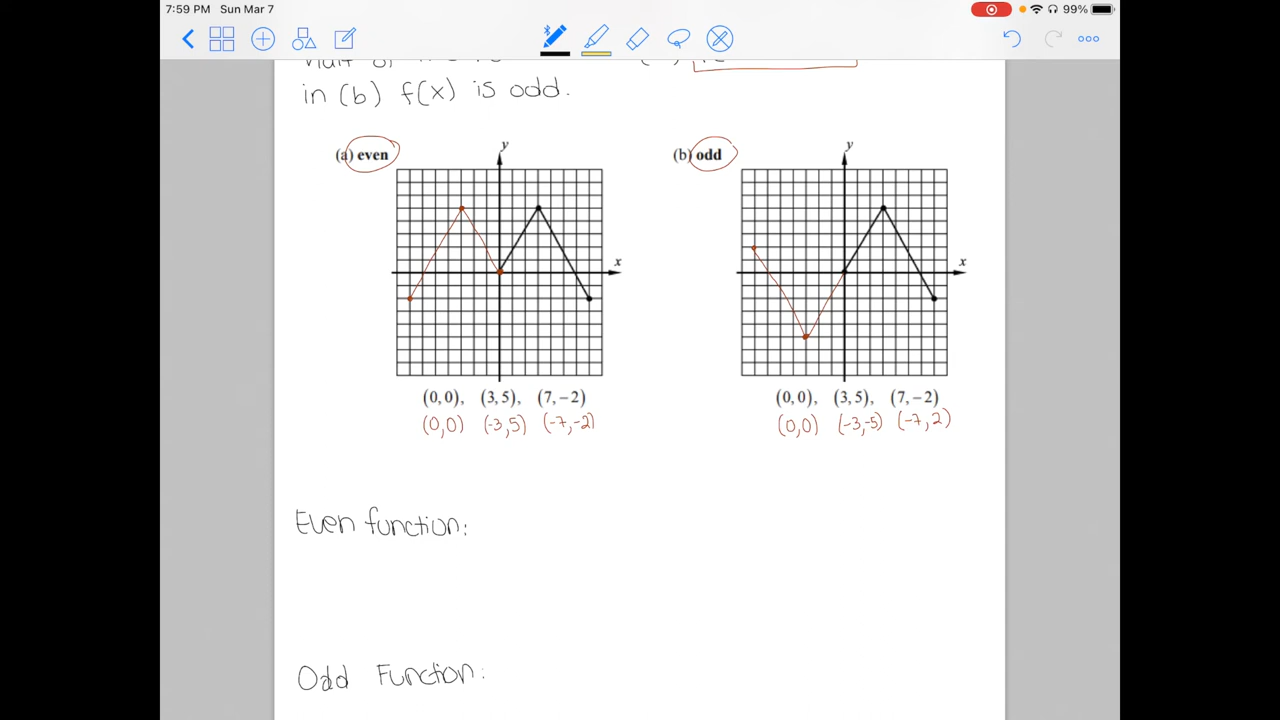 7:59 PM Sun Mar 7
99%
in (b) f(x) is odd.
(a) even
y
x
(0,0), (3,5), (7,−2)
(0,0) (-3,5) (-7,-2)
(b) odd
y
x
(0,0), (3,5), (7,−2)
(0,0) (-3,-5) (-7,2)
Even function:
Odd Function: